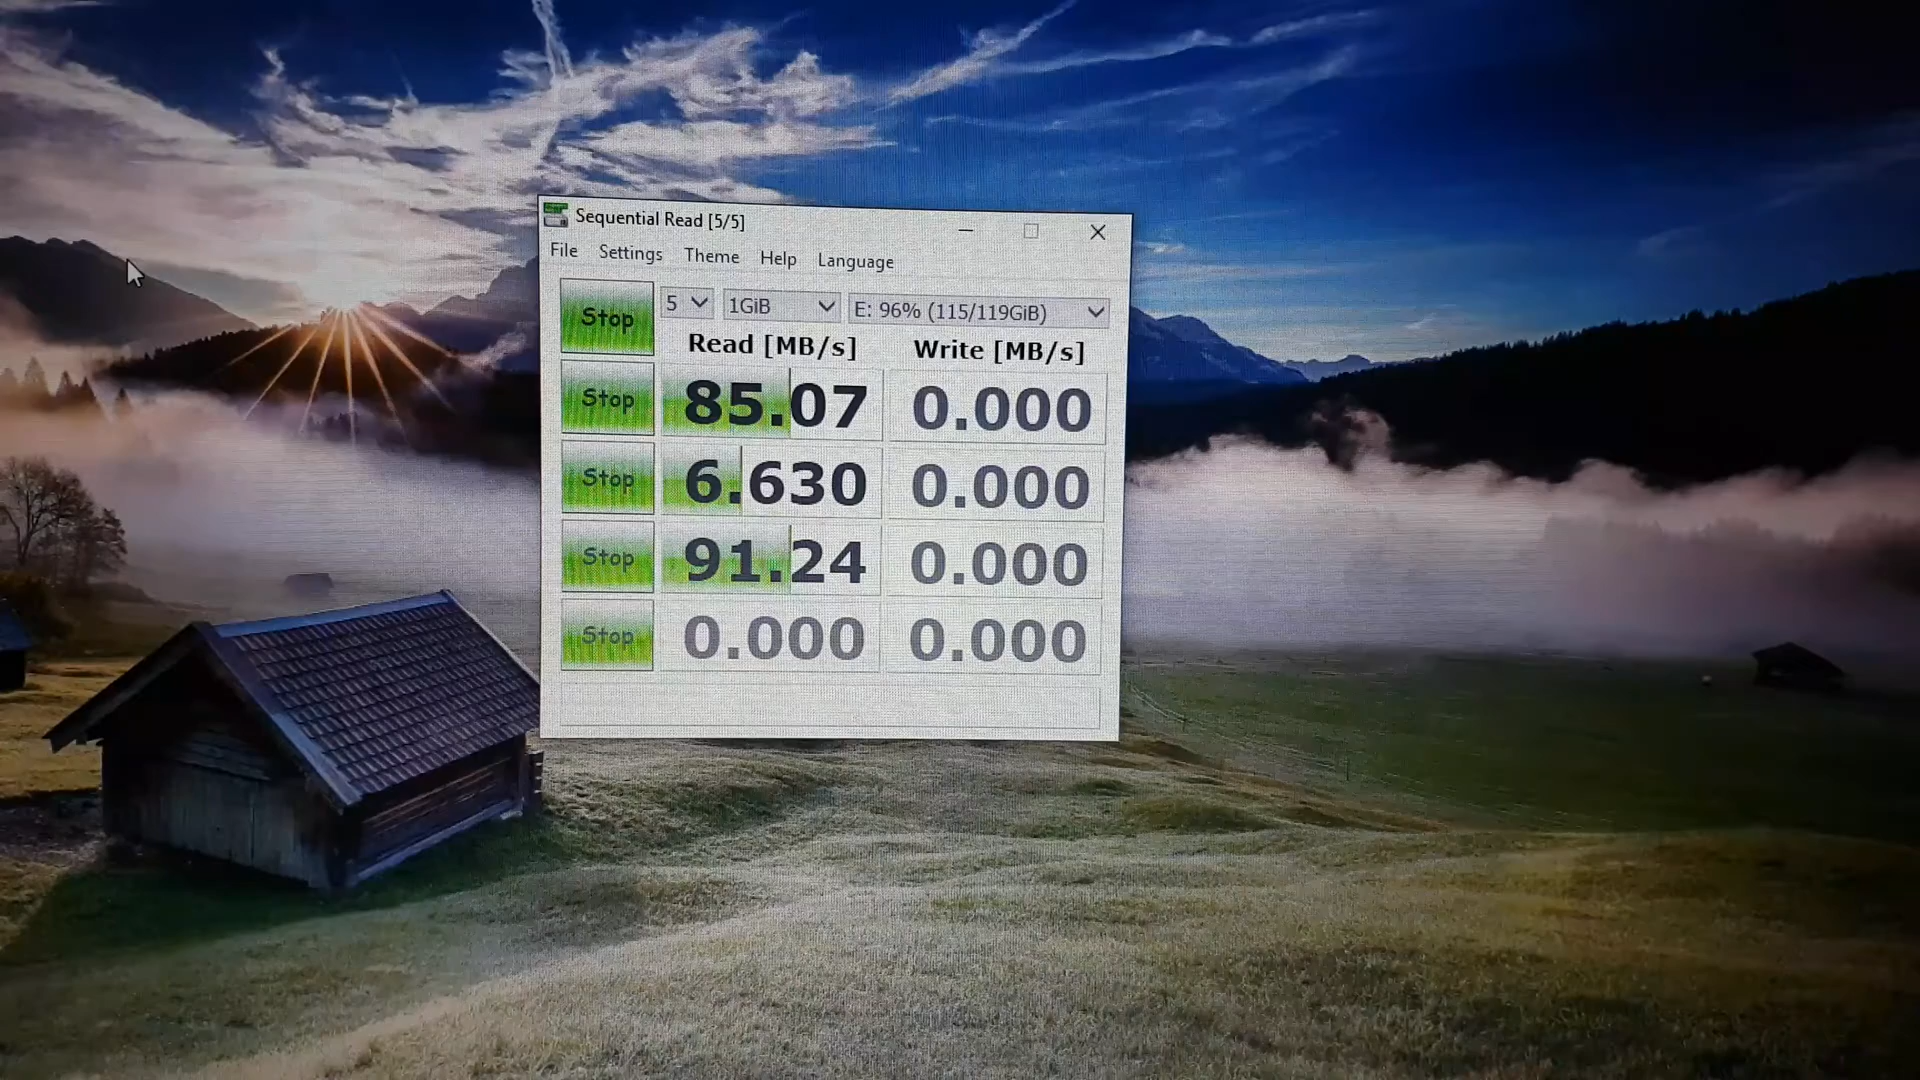 Sequential Read [5/5]
File Settings Theme Help Language
Stop 5 1GiB E: 96% (115/119GiB)
Read [MB/s] Write [MB/s]
Stop 85.07 0.000
Stop 6.630 0.000
Stop 91.24 0.000
Stop 0.000 0.000